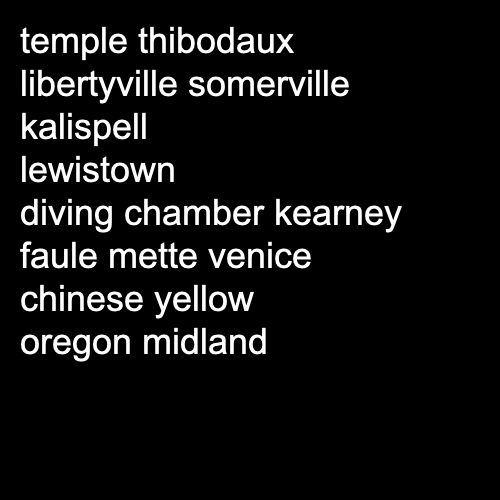 temple thibodaux
libertyville somerville
kalispell
lewistown
diving chamber kearney
faule mette venice
chinese yellow
oregon midland